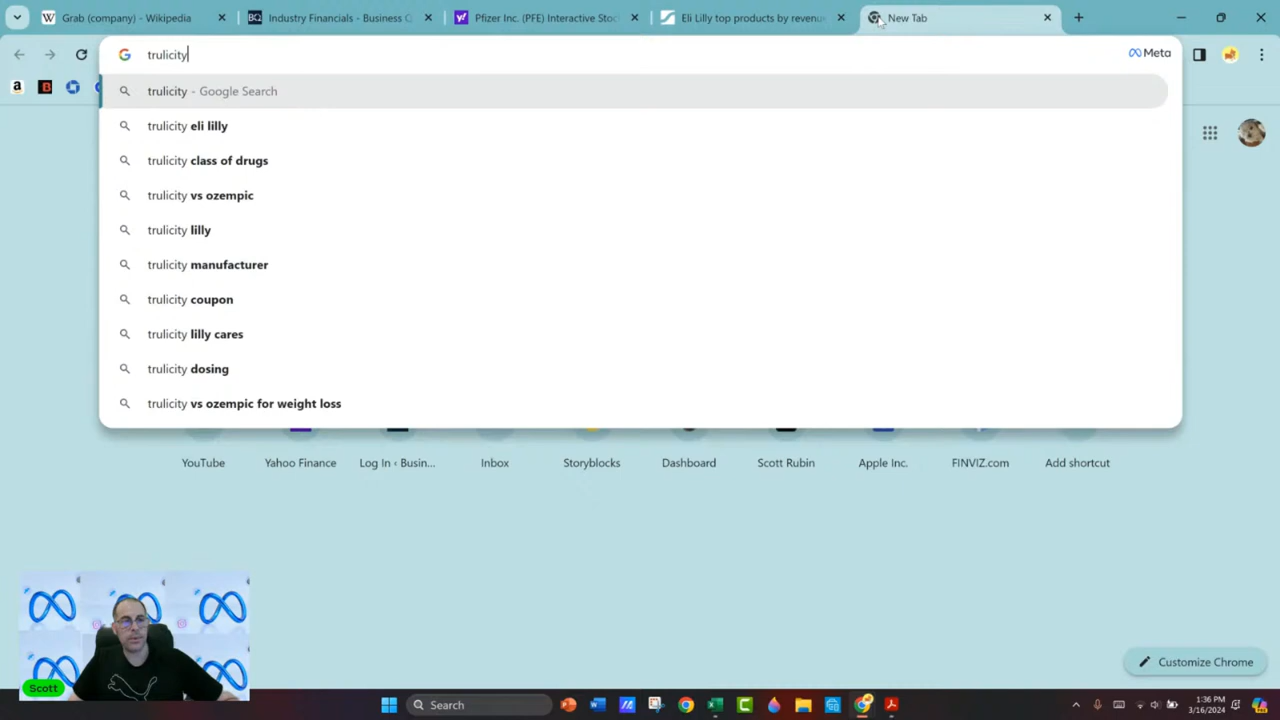 Grab (company) - Wikipedia
BQ Industry Financials - Business Q
y! Pfizer Inc. (PFE) Interactive Stoc
Eli Lilly top products by revenue
New Tab
trulicity
Meta
trulicity - Google Search
trulicity eli lilly
trulicity class of drugs
trulicity vs ozempic
trulicity lilly
trulicity manufacturer
trulicity coupon
trulicity lilly cares
trulicity dosing
trulicity vs ozempic for weight loss
YouTube
Yahoo Finance
Log In ‹ Busin...
Inbox
Storyblocks
Dashboard
Scott Rubin
Apple Inc.
FINVIZ.com
Add shortcut
Scott
Customize Chrome
Search
1:36 PM
3/16/2024